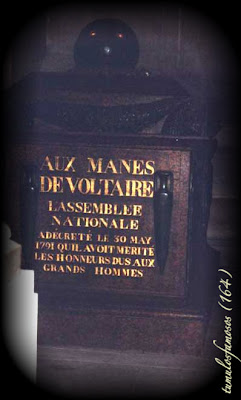 AUX MANES
DE VOLTAIRE
L'ASSEMBLEE
NATIONALE
A DECRETÉ LE 30 MAY
1791 QU'IL AVOIT MERITÉ
LES HONNEURS DUS AUX
GRANDS HOMMES
tumulosfamosos (164)